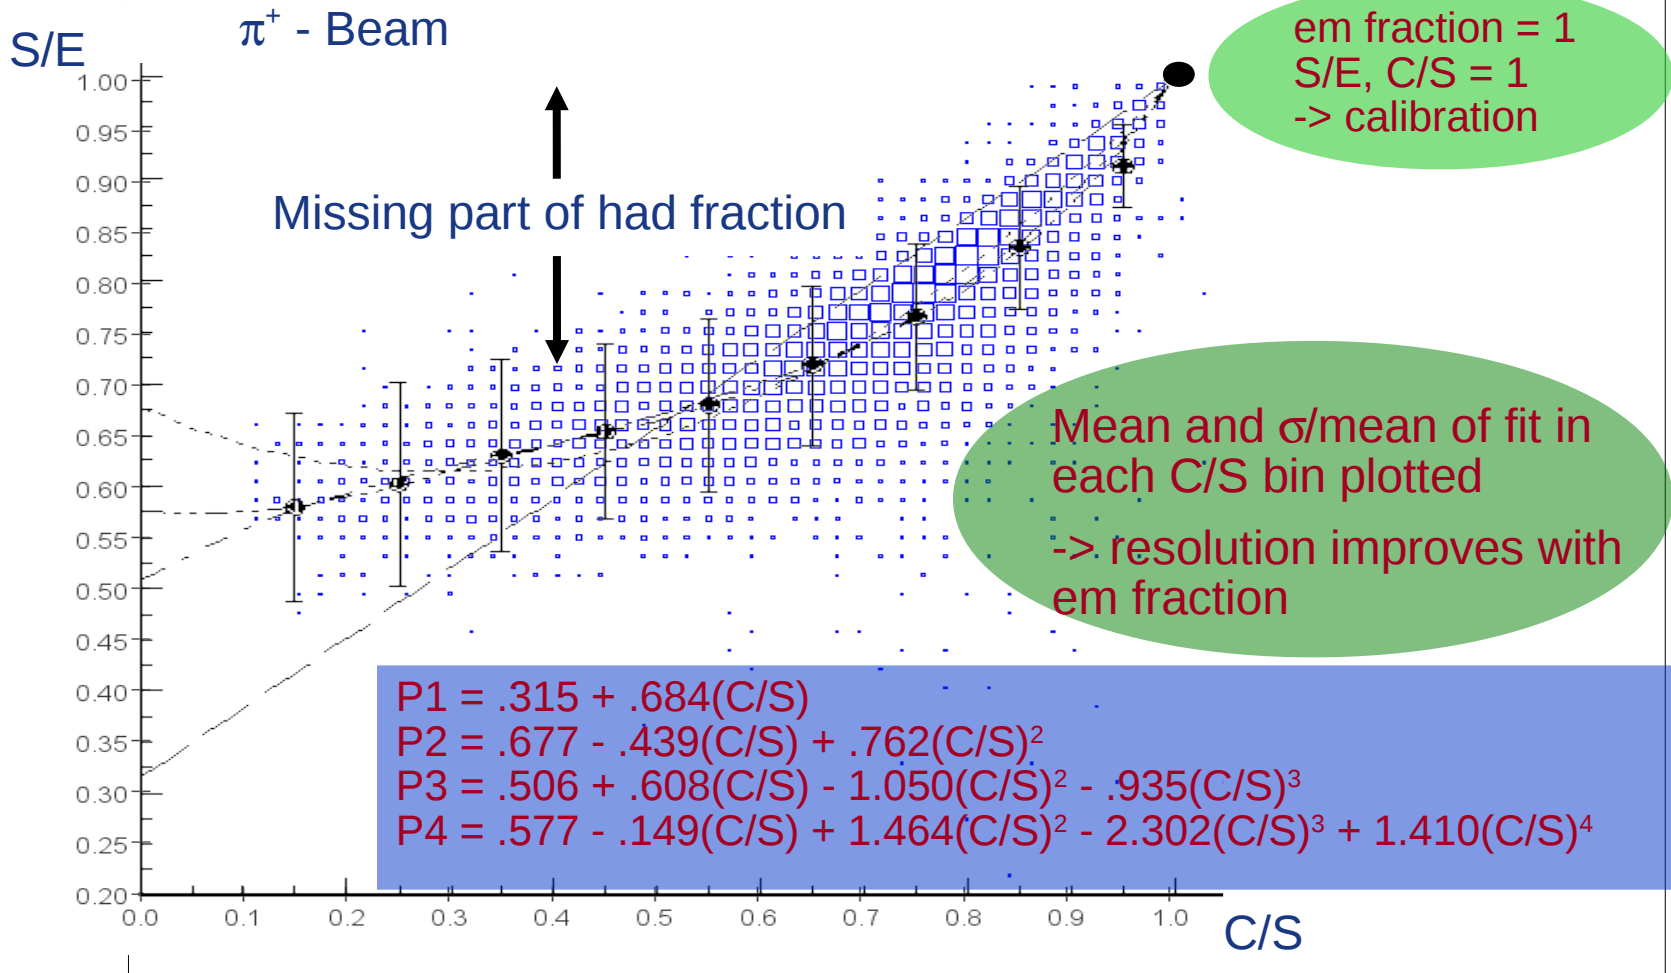 π+ - Beam
S/E
em fraction = 1
S/E, C/S = 1
-> calibration
1.00
0.95
0.90
0.85
0.80
0.75
0.70
0.65
0.60
0.55
0.50
0.45
0.40
0.35
0.30
0.25
0.20
Missing part of had fraction
Mean and σ/mean of fit in
each C/S bin plotted
-> resolution improves with
em fraction
P1 = .315 + .684(C/S)
P2 = .677 - .439(C/S) + .762(C/S)²
P3 = .506 + .608(C/S) - 1.050(C/S)² - .935(C/S)³
P4 = .577 - .149(C/S) + 1.464(C/S)² - 2.302(C/S)³ + 1.410(C/S)⁴
0.0 0.1 0.2 0.3 0.4 0.5 0.6 0.7 0.8 0.9 1.0
C/S